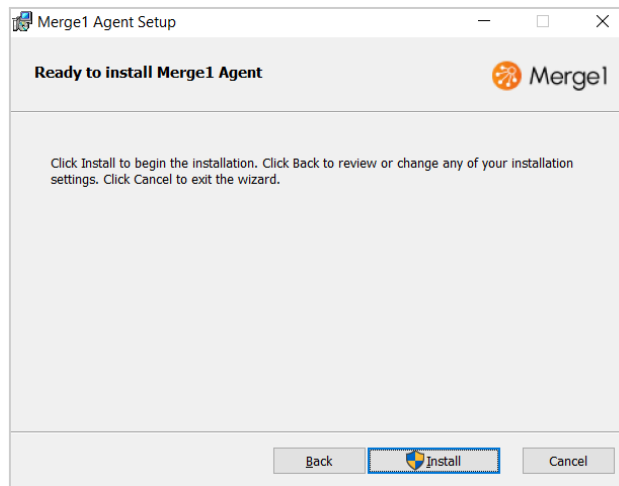 Merge1 Agent Setup
Ready to install Merge1 Agent
Merge1
Click Install to begin the installation. Click Back to review or change any of your installation
settings. Click Cancel to exit the wizard.
Back
Install
Cancel